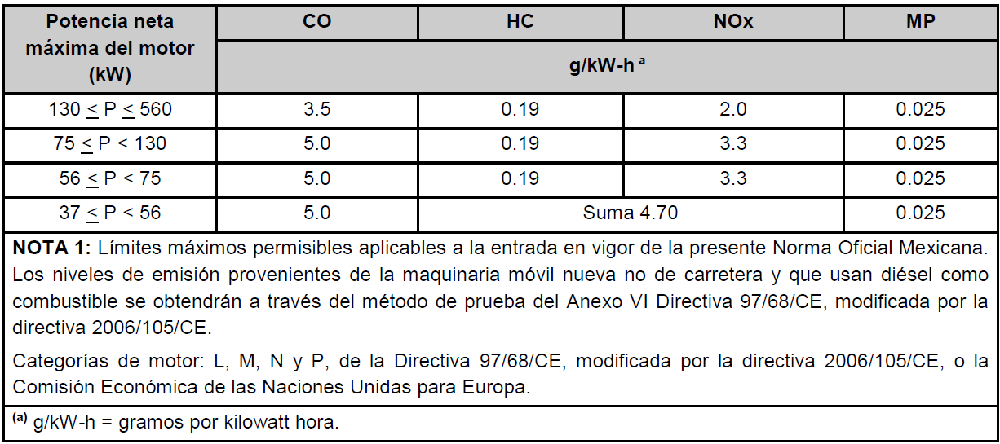 Potencia neta CO HC NOx MP
máxima del motor
(kW) g/kW-h ª
130 < P < 560 3.5 0.19 2.0 0.025
75 < P < 130 5.0 0.19 3.3 0.025
56 < P < 75 5.0 0.19 3.3 0.025
37 < P < 56 5.0 Suma 4.70 0.025
NOTA 1: Límites máximos permisibles aplicables a la entrada en vigor de la presente Norma Oficial Mexicana.
Los niveles de emisión provenientes de la maquinaria móvil nueva no de carretera y que usan diésel como
combustible se obtendrán a través del método de prueba del Anexo VI Directiva 97/68/CE, modificada por la
directiva 2006/105/CE.
Categorías de motor: L, M, N y P, de la Directiva 97/68/CE, modificada por la directiva 2006/105/CE, o la
Comisión Económica de las Naciones Unidas para Europa.
(a) g/kW-h = gramos por kilowatt hora.